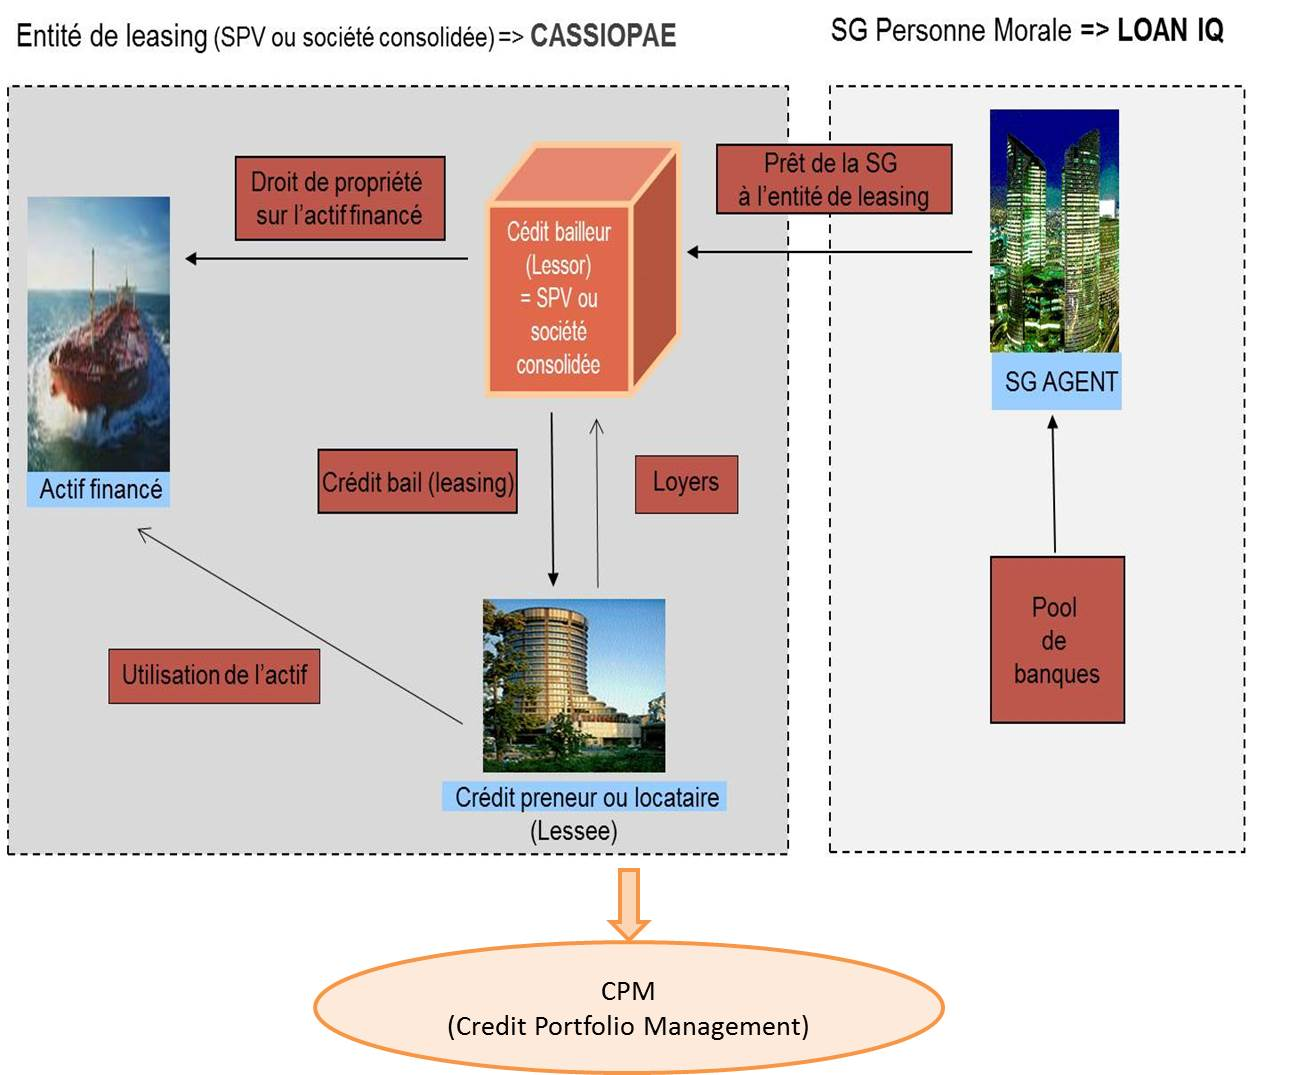 Entité de leasing (SPV ou société consolidée) => CASSIOPAE
SG Personne Morale => LOAN IQ
Droit de propriété
sur l'actif financé
Cédit bailleur
(Lessor)
= SPV ou
société
consolidée
Prêt de la SG
à l'entité de leasing
SG AGENT
Actif financé
Crédit bail (leasing)
Loyers
Pool
de
banques
Utilisation de l'actif
Crédit preneur ou locataire
(Lessee)
CPM
(Credit Portfolio Management)